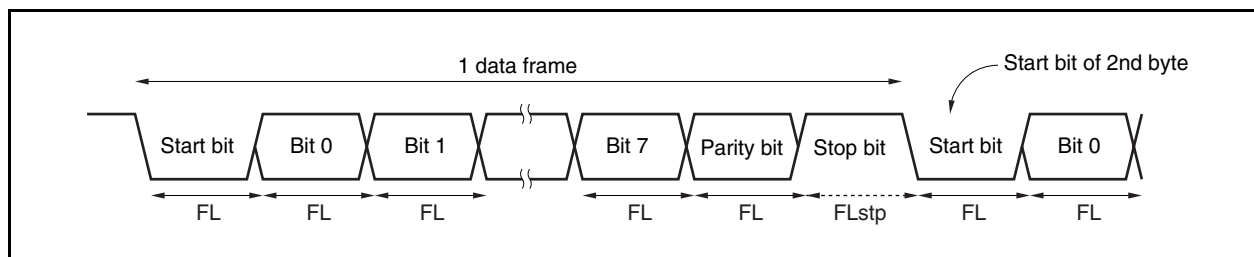 1 data frame
Start bit of 2nd byte
Start bit Bit 0 Bit 1 Bit 7 Parity bit Stop bit Start bit Bit 0
FL FL FL FL FL FLstp FL FL